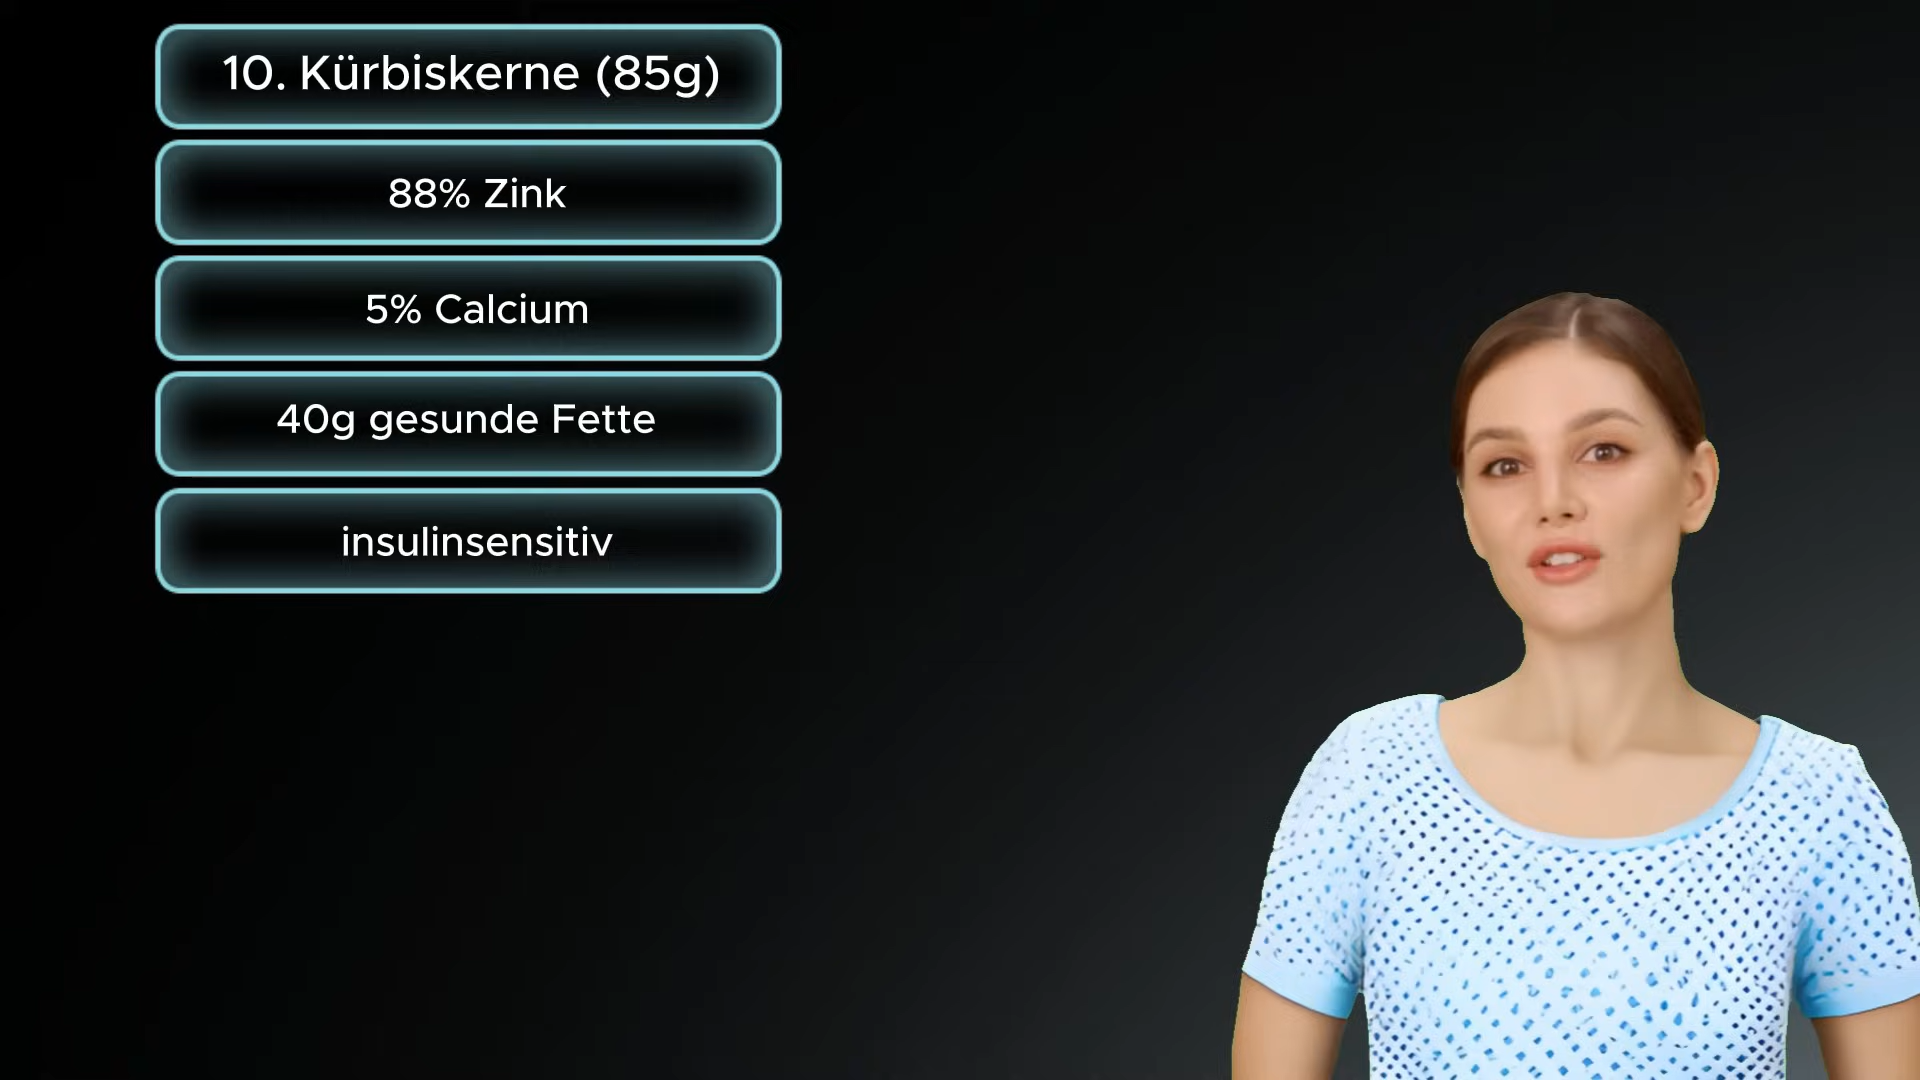 10. Kürbiskerne (85g)
88% Zink
5% Calcium
40g gesunde Fette
insulinsensitiv